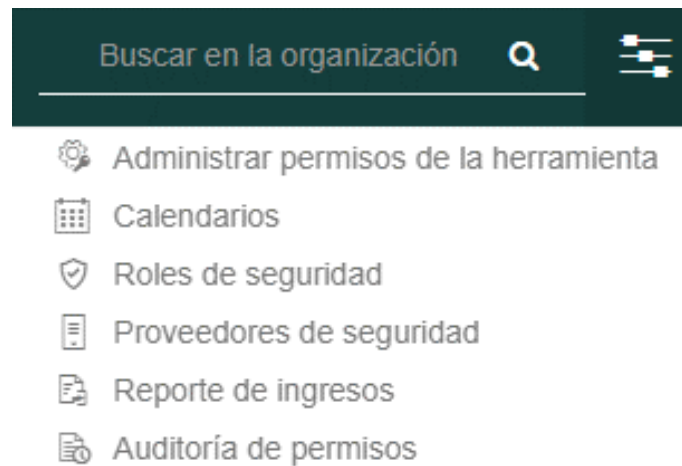 Buscar en la organización
Administrar permisos de la herramienta
Calendarios
Roles de seguridad
Proveedores de seguridad
Reporte de ingresos
Auditoría de permisos